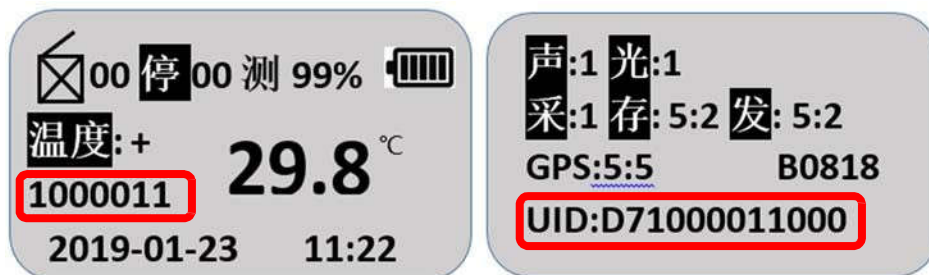 00 停 00 测 99%
温度: +
29.8 ℃
1000011
2019-01-23 11:22
声:1 光:1
采:1 存: 5:2 发: 5:2
GPS:5:5 B0818
UID:D71000011000